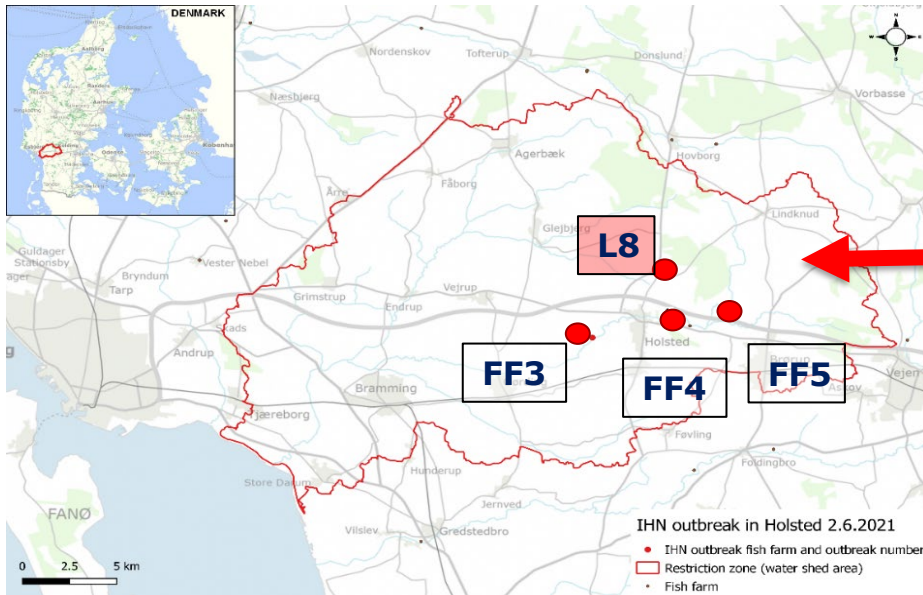 DENMARK
Nordenskov
Tofterup
Donslund
Næsbjerg
Vorbasse
Agerbæk
Hovborg
Fåborg
Årre
Lindknud
Glejbjerg
L8
Guldager
Stationsby
Vester Nebel
Bryndum
Tarp
Grimstrup
Endrup
Vejrup
Skads
Andrup
Holsted
FF3
FF4
Brørup
FF5
Vejen
Askov
Bramming
Tjæreborg
Føvling
Foldingbro
Store Darum
Hunderup
Jernved
Vilslev
Gredstedbro
FANØ
IHN outbreak in Holsted 2.6.2021
IHN outbreak fish farm and outbreak number
Restriction zone (water shed area)
Fish farm
0 2.5 5 km
N
W
E
S